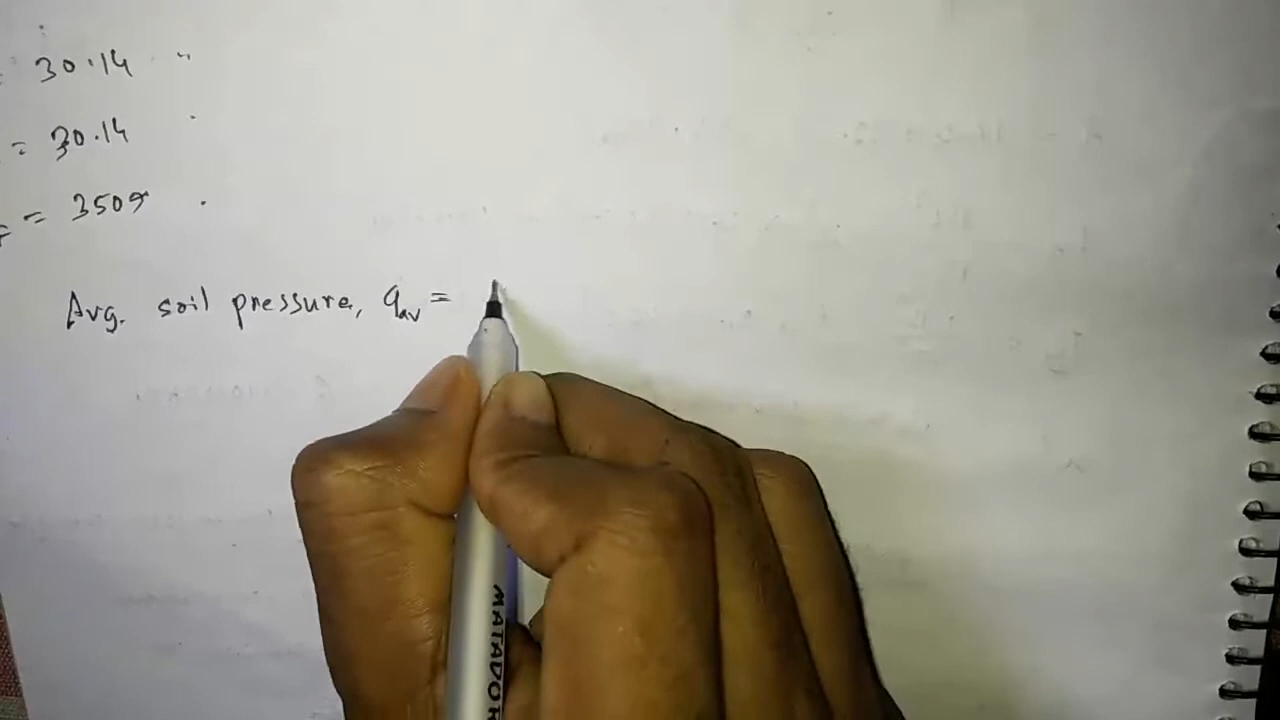 30.14 "
= 30.14
= 3509
Avg. soil pressure, qav =
MATADOR